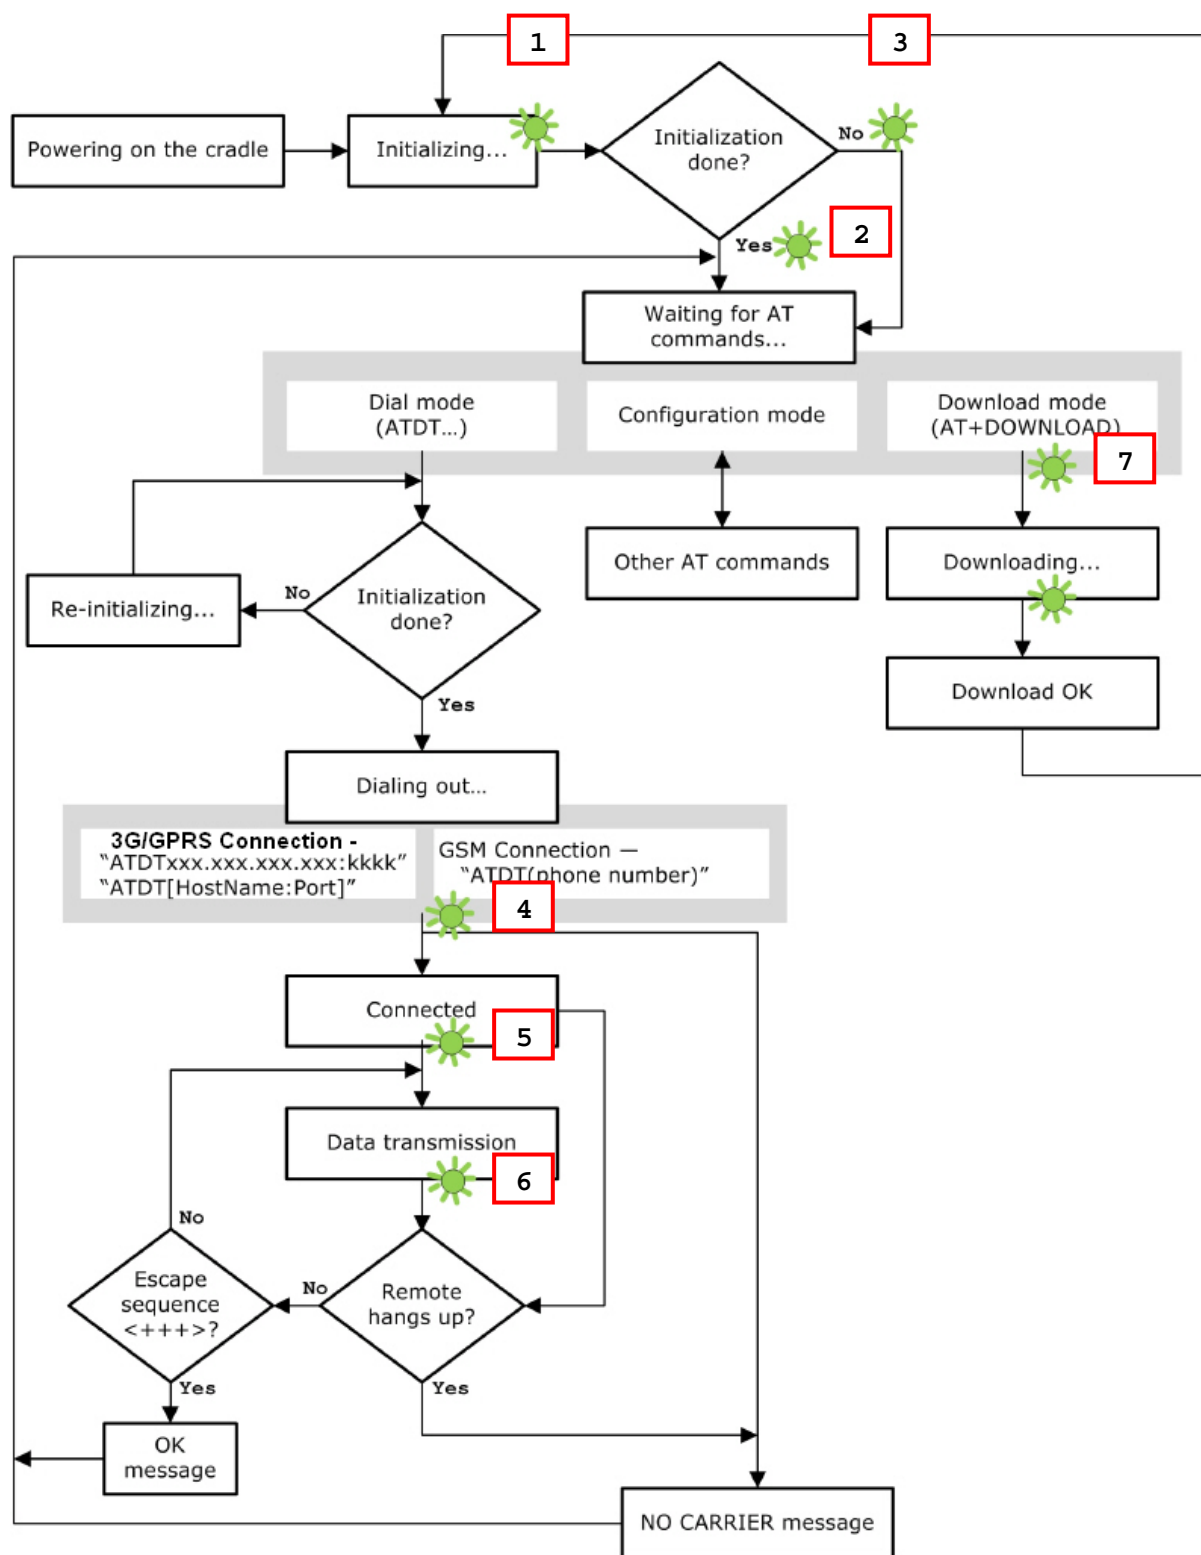 1
3
Powering on the cradle
Initializing...
Initialization
done?
No
Yes
2
Waiting for AT
commands...
Dial mode
(ATDT...)
Configuration mode
Download mode
(AT+DOWNLOAD)
7
Other AT commands
Downloading...
Re-initializing...
No
Initialization
done?
Yes
Download OK
Dialing out...
3G/GPRS Connection -
“ATDTxxx.xxx.xxx.xxx:kkkk”
“ATDT[HostName:Port]”
GSM Connection —
“ATDT(phone number)”
4
Connected
5
Data transmission
6
No
Escape
sequence
<+++>?
No
Remote
hangs up?
Yes
Yes
OK
message
NO CARRIER message